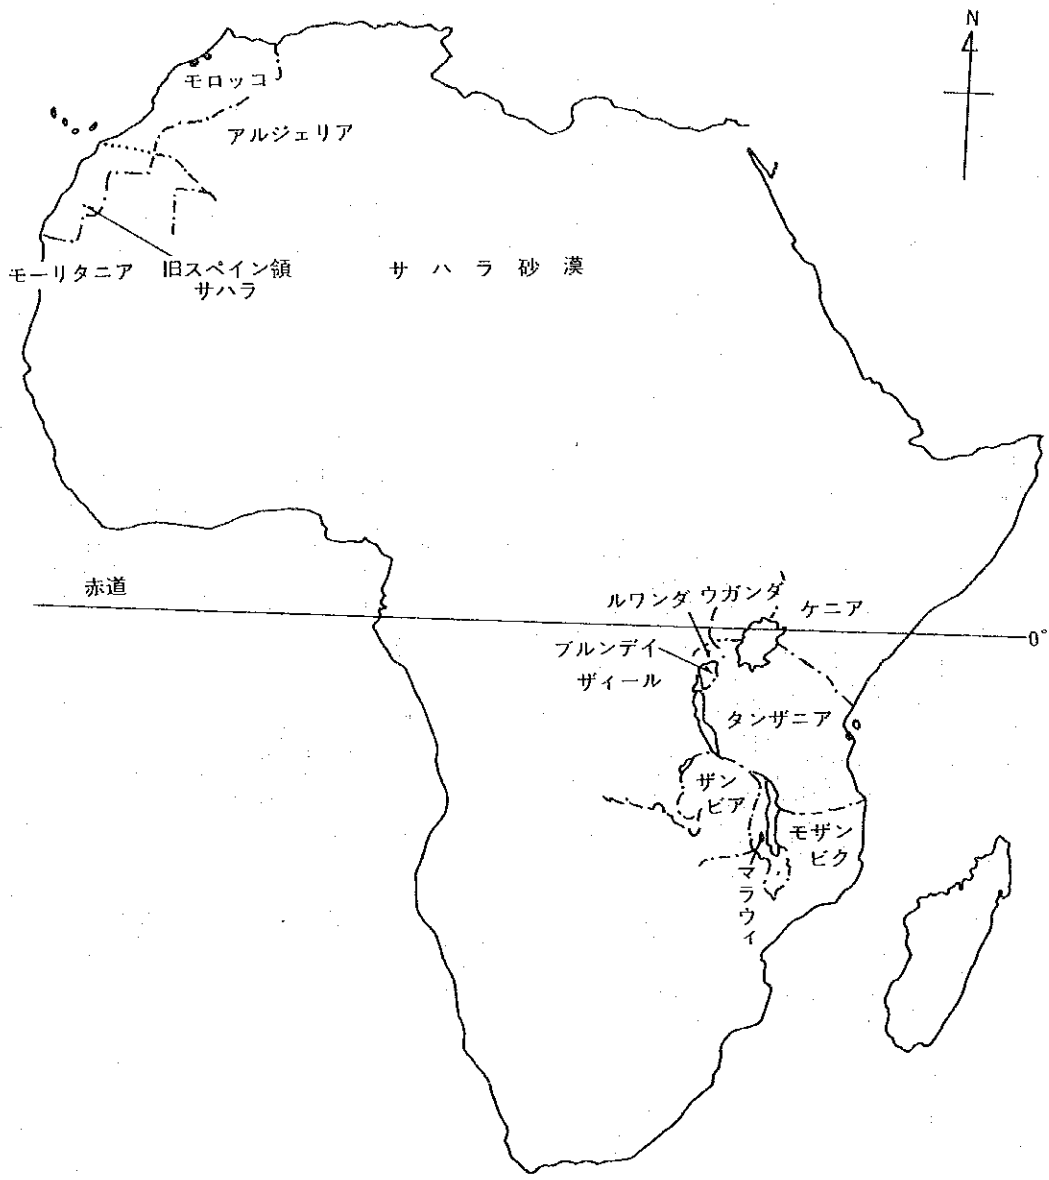 N
モロッコ
アルジェリア
モーリタニア
旧スペイン領
サハラ
サハラ砂漠
赤道
ルワンダ
ウガンダ
ケニア
0°
ブルンデイ
ザィール
タンザニア
ザン
ビア
モザン
ビク
マラウィ